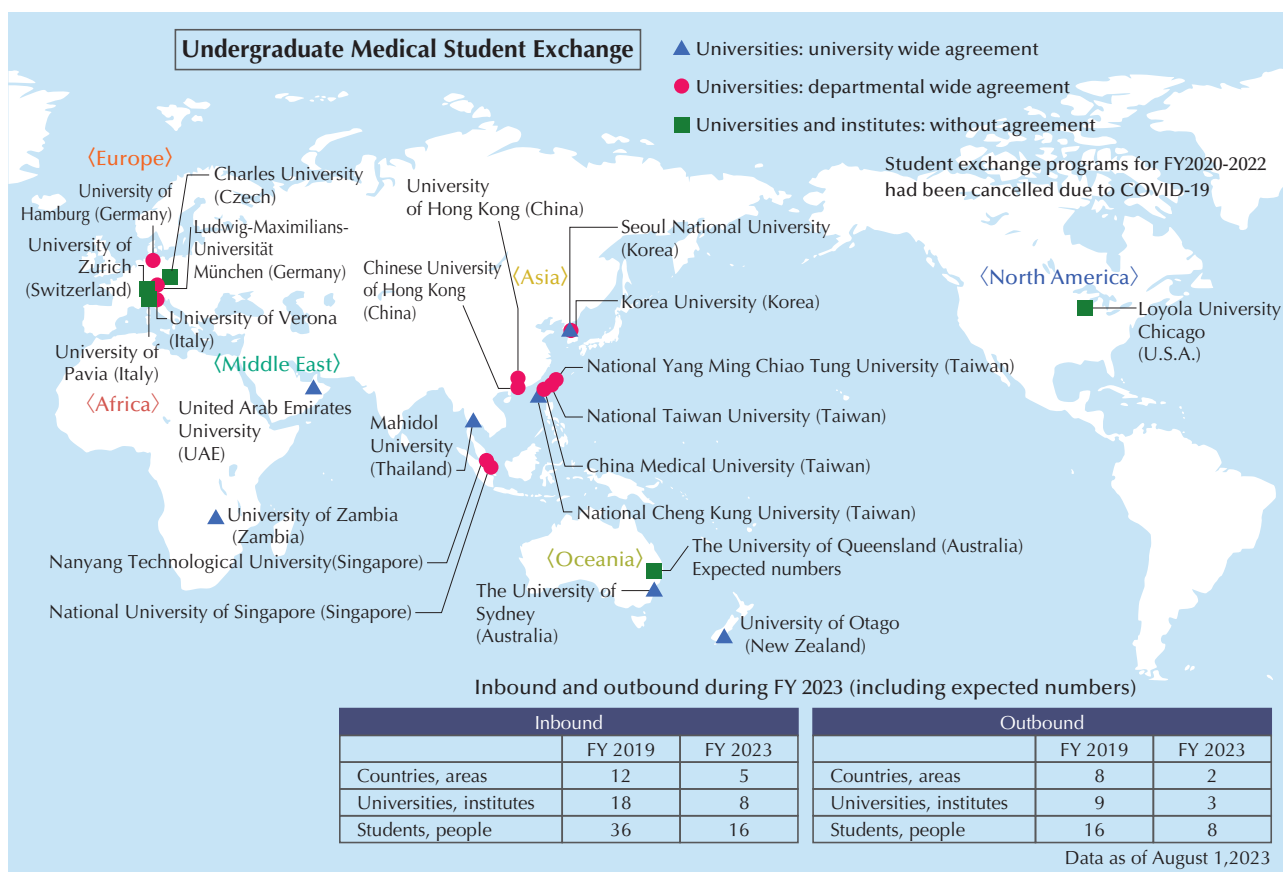 Undergraduate Medical Student Exchange
Universities: university wide agreement
Universities: departmental wide agreement
Universities and institutes: without agreement
Student exchange programs for FY2020-2022
had been cancelled due to COVID-19
〈Europe〉
University of
Hamburg (Germany)
Charles University
(Czech)
Ludwig-Maximilians-
Universität
München (Germany)
University of
Zurich
(Switzerland)
University of Verona
(Italy)
University of
Pavia (Italy)
〈Middle East〉
United Arab Emirates
University
(UAE)
〈Africa〉
University of Zambia
(Zambia)
〈Asia〉
University
of Hong Kong (China)
Chinese University
of Hong Kong
(China)
Seoul National University
(Korea)
Korea University (Korea)
National Yang Ming Chiao Tung University (Taiwan)
National Taiwan University (Taiwan)
China Medical University (Taiwan)
National Cheng Kung University (Taiwan)
Mahidol
University
(Thailand)
Nanyang Technological University(Singapore)
National University of Singapore (Singapore)
〈Oceania〉
The University of Queensland (Australia)
Expected numbers
The University of
Sydney
(Australia)
University of Otago
(New Zealand)
〈North America〉
Loyola University
Chicago
(U.S.A.)
Inbound and outbound during FY 2023 (including expected numbers)
Inbound
FY 2019 FY 2023
Countries, areas 12 5
Universities, institutes 18 8
Students, people 36 16
Outbound
FY 2019 FY 2023
Countries, areas 8 2
Universities, institutes 9 3
Students, people 16 8
Data as of August 1,2023